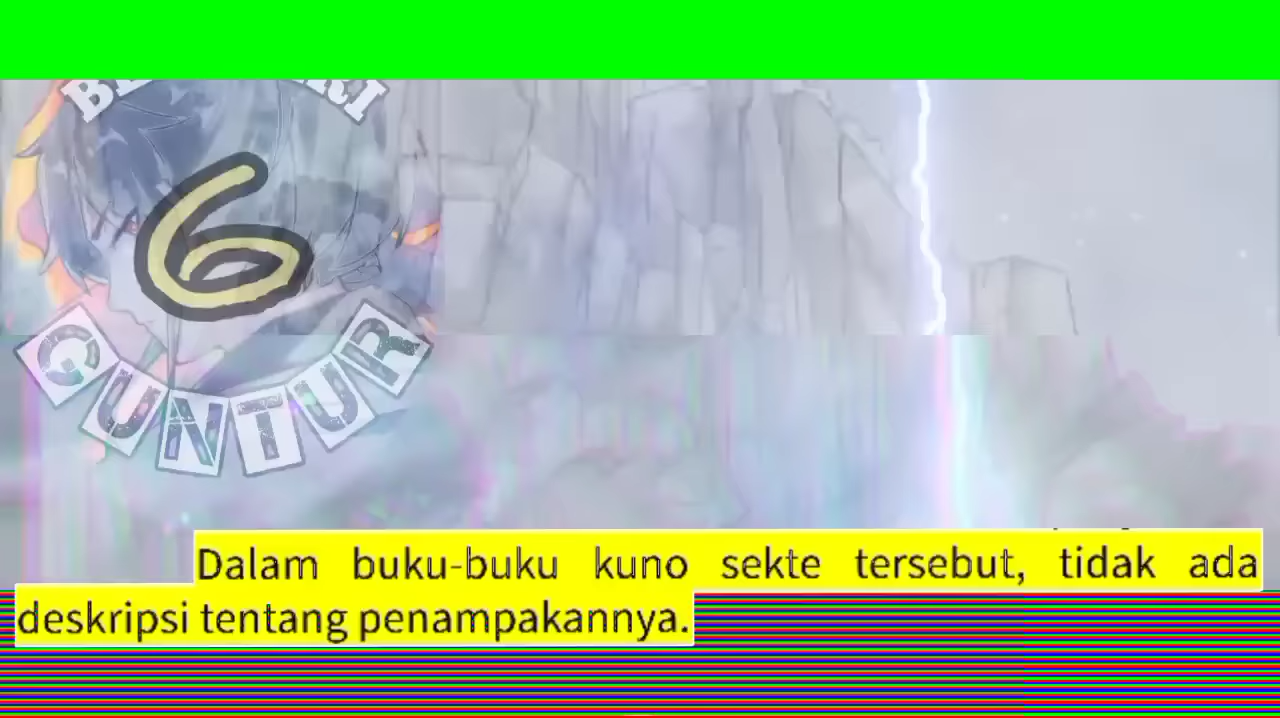 6
GUNTUR
Dalam buku-buku kuno sekte tersebut, tidak ada
deskripsi tentang penampakannya.